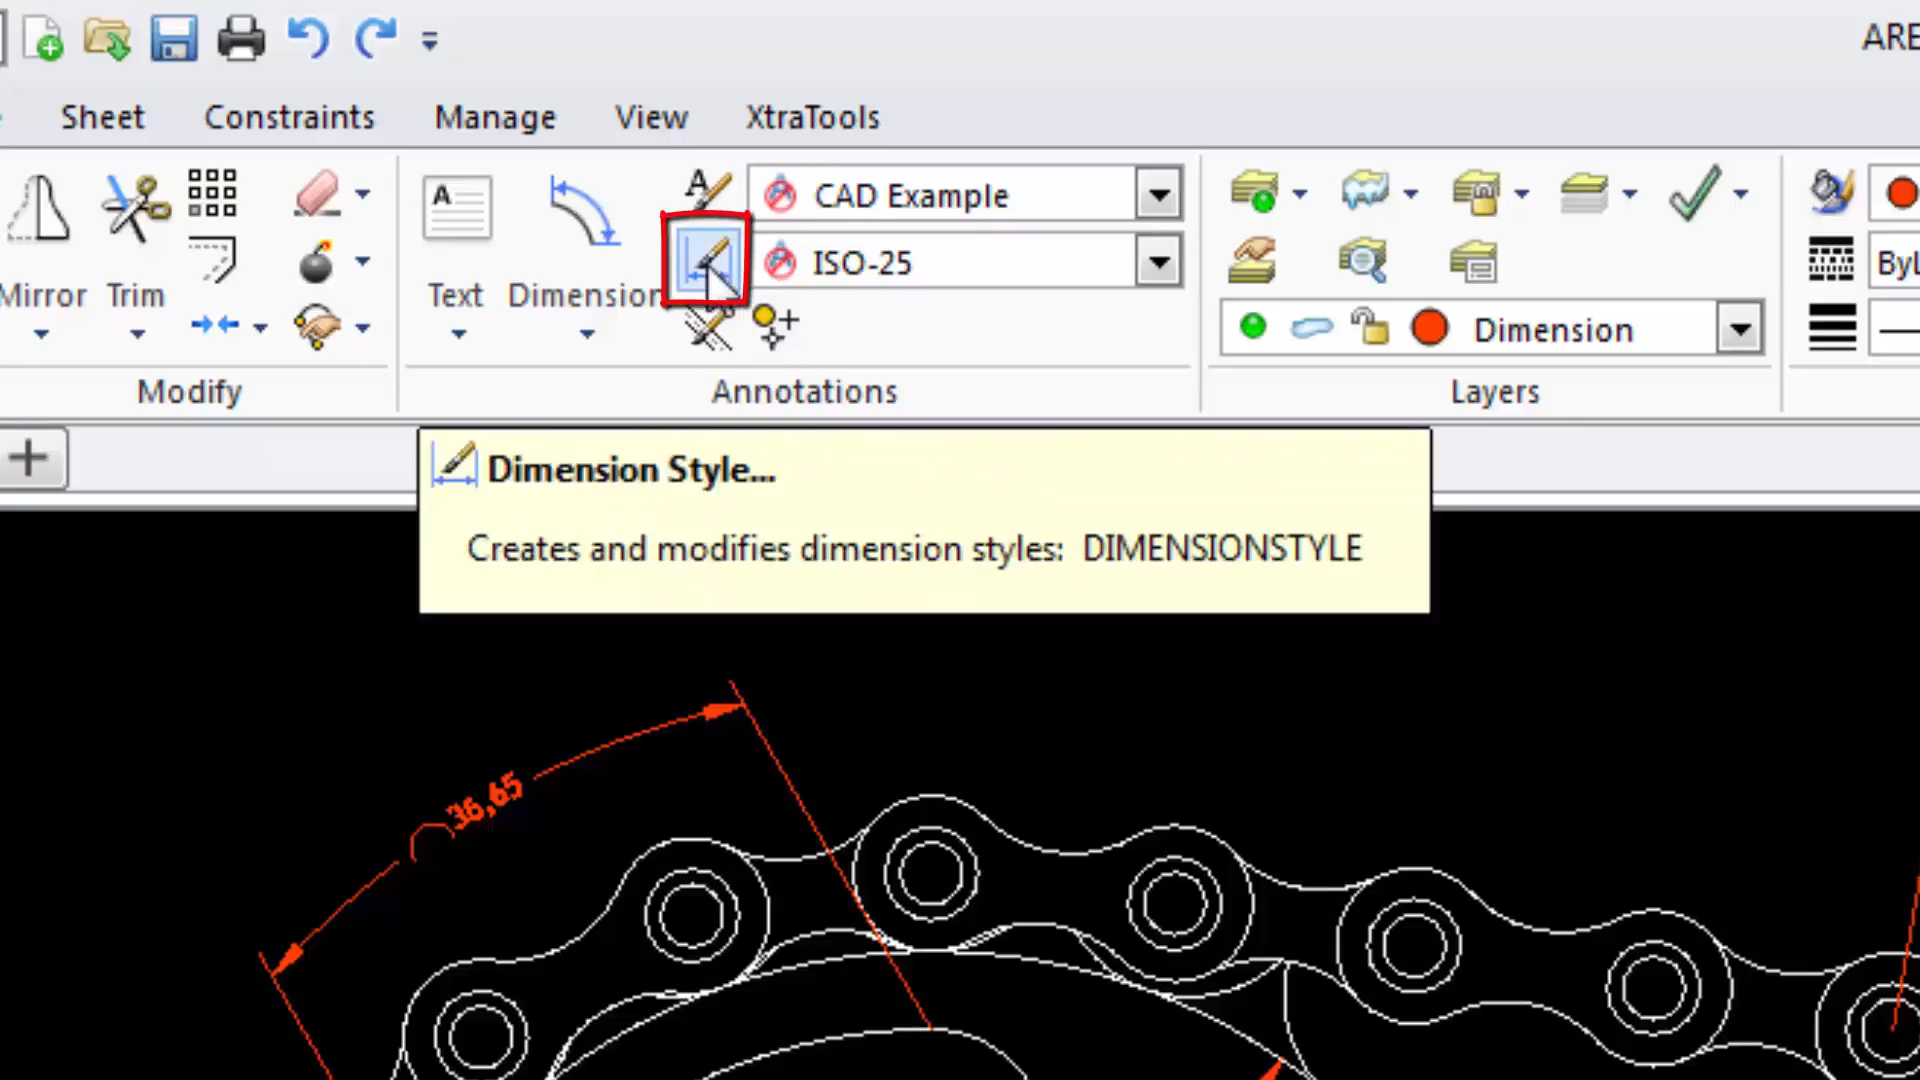 ARE
Sheet Constraints Manage View XtraTools
A CAD Example
ISO-25 ByL
Mirror Trim Text Dimension
Dimension
Modify Annotations Layers
Dimension Style...
Creates and modifies dimension styles: DIMENSIONSTYLE
36,65